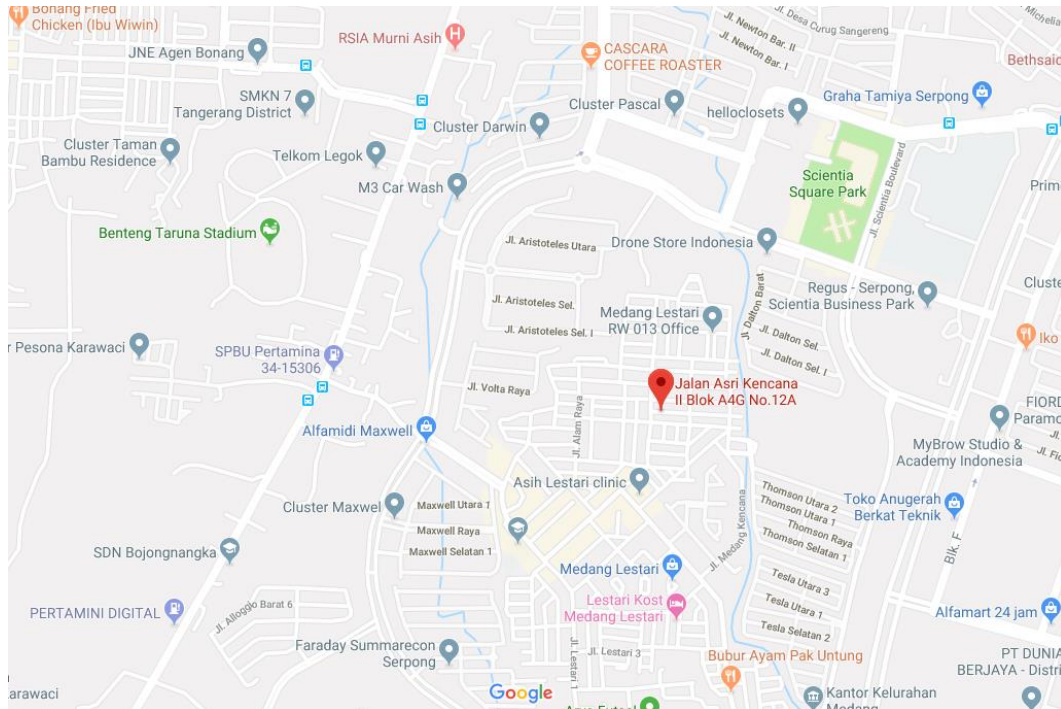 Bonang Fried
Chicken (Ibu Wiwin)
JNE Agen Bonang
RSIA Murni Asih
CASCARA
COFFEE ROASTER
Jl. Newton Bar. II
Jl. Newton Bar. I
Jl. Desa Curug Sangereng
Michelia
Bethsaid
SMKN 7
Tangerang District
Cluster Pascal
helloclosets
Graha Tamiya Serpong
Cluster Darwin
Cluster Taman
Bambu Residence
Telkom Legok
M3 Car Wash
Scientia
Square Park
Jl. Scientia Boulevard
Prime
Benteng Taruna Stadium
Jl. Aristoteles Utara
Drone Store Indonesia
Regus - Serpong,
Scientia Business Park
Cluste
Jl. Aristoteles Sel.
Jl. Aristoteles Sel. I
Medang Lestari
RW 013 Office
Jl. Dalton Barat
Jl. Dalton Sel.
Jl. Dalton Sel. I
Iko
r Pesona Karawaci
SPBU Pertamina
34-15306
Jl. Volta Raya
Jalan Asri Kencana
II Blok A4G No.12A
FIORD
Paramo
Jl. Alam Raya
Alfamidi Maxwell
MyBrow Studio &
Academy Indonesia
Asih Lestari clinic
Cluster Maxwel
Maxwell Utara 1
Maxwell Raya
Maxwell Selatan 1
Thomson Utara 2
Thomson Utara 1
Thomson Raya
Thomson Selatan 1
Toko Anugerah
Berkat Teknik
Jl. Medang Kencana
SDN Bojongnangka
Medang Lestari
Blk. F
Tesla Utara 3
Tesla Utara 1
Tesla Selatan 2
PERTAMINI DIGITAL
Jl. Alloggio Barat 6
Lestari Kost
Medang Lestari
Alfamart 24 jam
Faraday Summarecon
Serpong
Jl. Lestari 1
Jl. Lestari 3
Bubur Ayam Pak Untung
PT DUNIA
BERJAYA - Distri
Karawaci
Google
Kantor Kelurahan
Medang